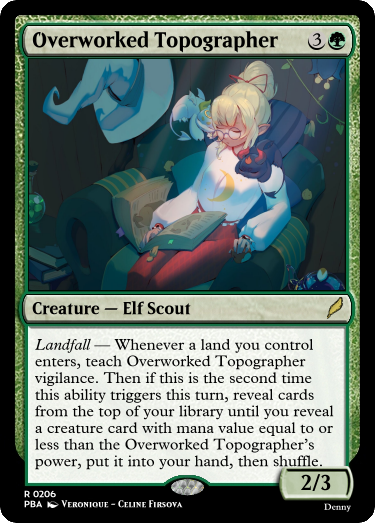 Overworked Topographer 3
Creature — Elf Scout
Landfall — Whenever a land you control
enters, teach Overworked Topographer
vigilance. Then if this is the second time
this ability triggers this turn, reveal cards
from the top of your library until you reveal
a creature card with mana value equal to or
less than the Overworked Topographer's
power, put it into your hand, then shuffle.
2/3
R 0206
PBA Veronique – Celine Firsova
Denny